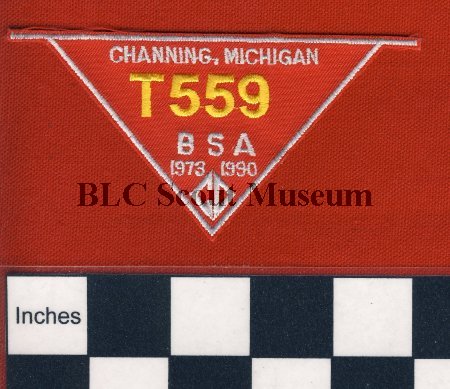 CHANNING, MICHIGAN
T559
BSA
1973 1990
BLC Scout Museum
Inches